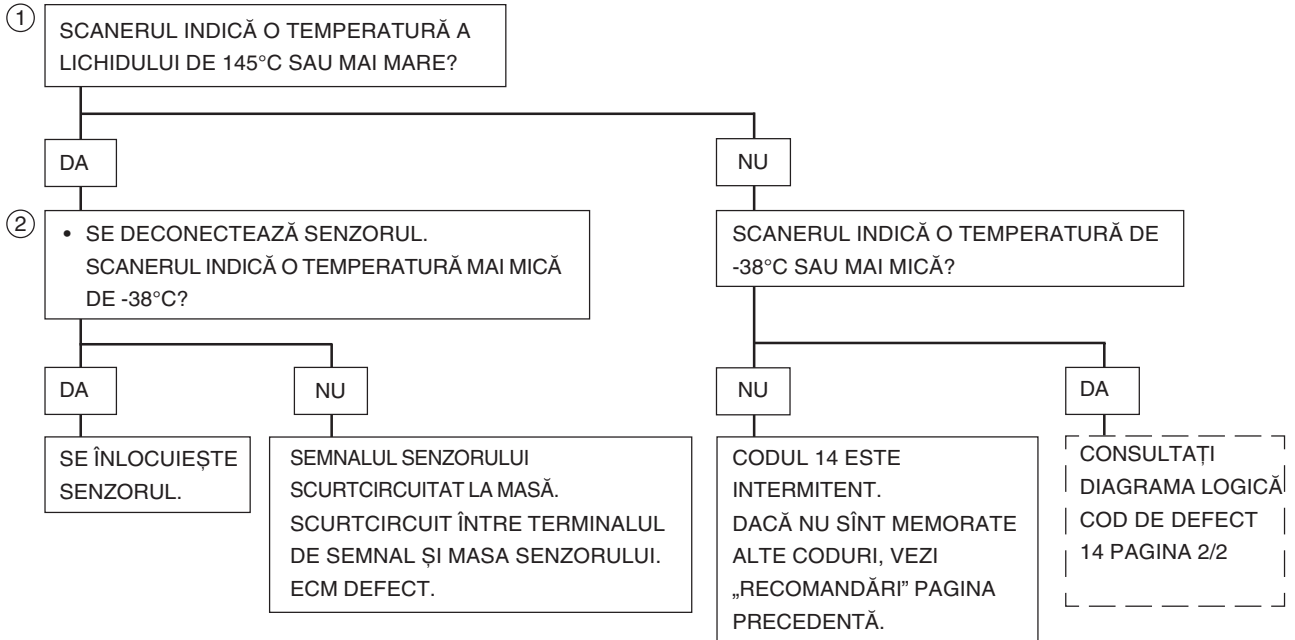 1
SCANERUL INDICĂ O TEMPERATURĂ A
LICHIDULUI DE 145°C SAU MAI MARE?
DA
NU
2
• SE DECONECTEAZĂ SENZORUL.
SCANERUL INDICĂ O TEMPERATURĂ MAI MICĂ
DE -38°C?
SCANERUL INDICĂ O TEMPERATURĂ DE
-38°C SAU MAI MICĂ?
DA
NU
NU
DA
SE ÎNLOCUIEȘTE
SENZORUL.
SEMNALUL SENZORULUI
SCURTCIRCUITAT LA MASĂ.
SCURTCIRCUIT ÎNTRE TERMINALUL
DE SEMNAL ȘI MASA SENZORULUI.
ECM DEFECT.
CODUL 14 ESTE
INTERMITENT.
DACĂ NU SÎNT MEMORATE
ALTE CODURI, VEZI
„RECOMANDĂRI” PAGINA
PRECEDENTĂ.
CONSULTAȚI
DIAGRAMA LOGICĂ
COD DE DEFECT
14 PAGINA 2/2